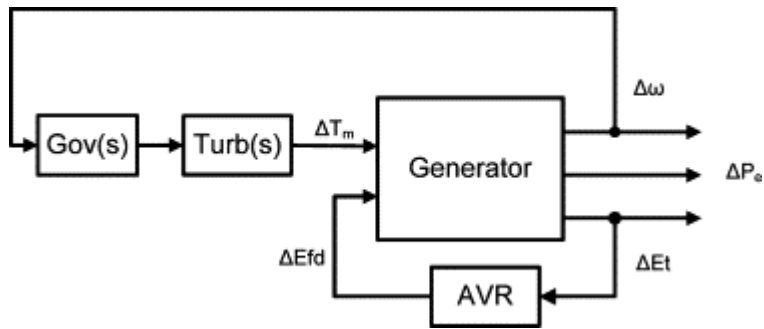 Δω
Gov(s)
Turb(s)
ΔTₘ
Generator
ΔPₑ
ΔEfd
AVR
ΔEt